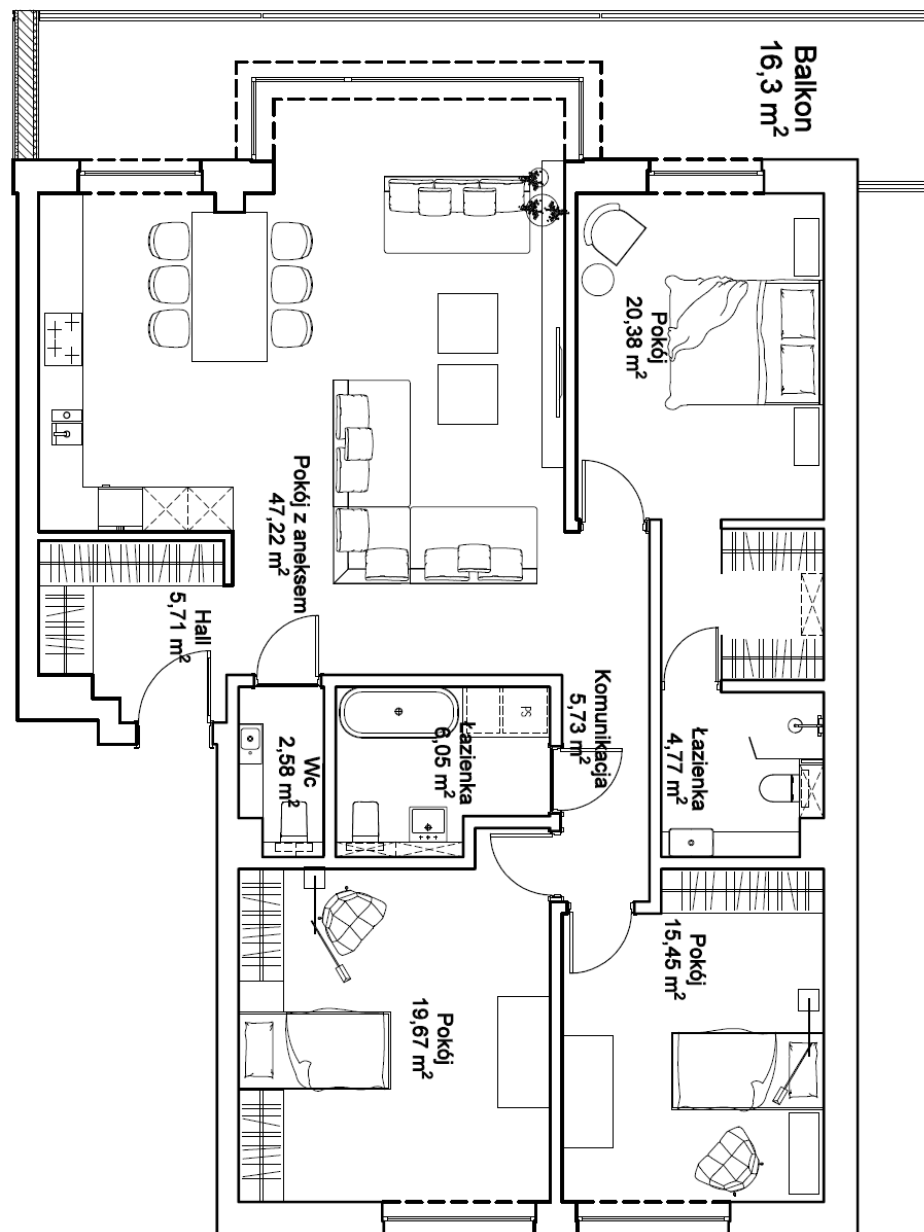 Balkon
16,3 m²
Pokój
20,38 m²
Pokój z aneksem
47,22 m²
Hall
5,71 m²
Komunikacja
5,73 m²
Łazienka
4,77 m²
Łazienka
6,05 m²
PS
Wc
2,58 m²
Pokój
15,45 m²
Pokój
19,67 m²